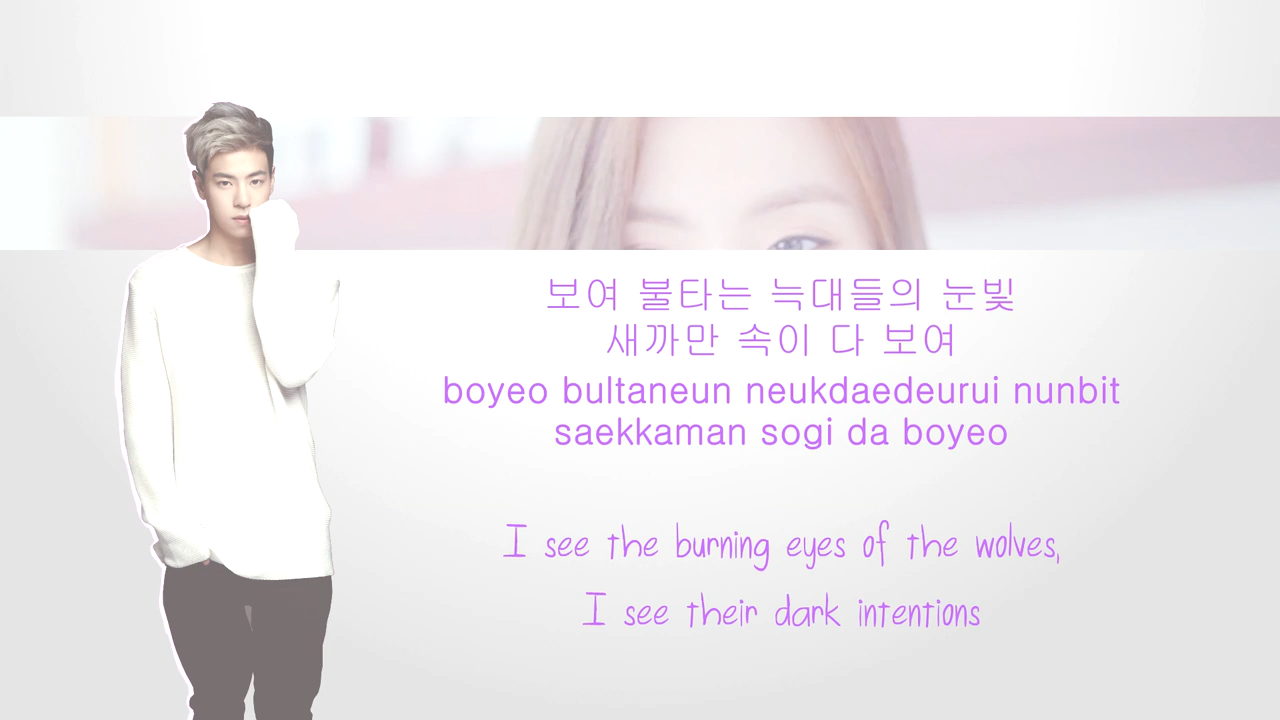 보여 불타는 늑대들의 눈빛
새까만 속이 다 보여
boyeo bultaneun neukdaedeurui nunbit
saekkaman sogi da boyeo
I see the burning eyes of the wolves,
I see their dark intentions